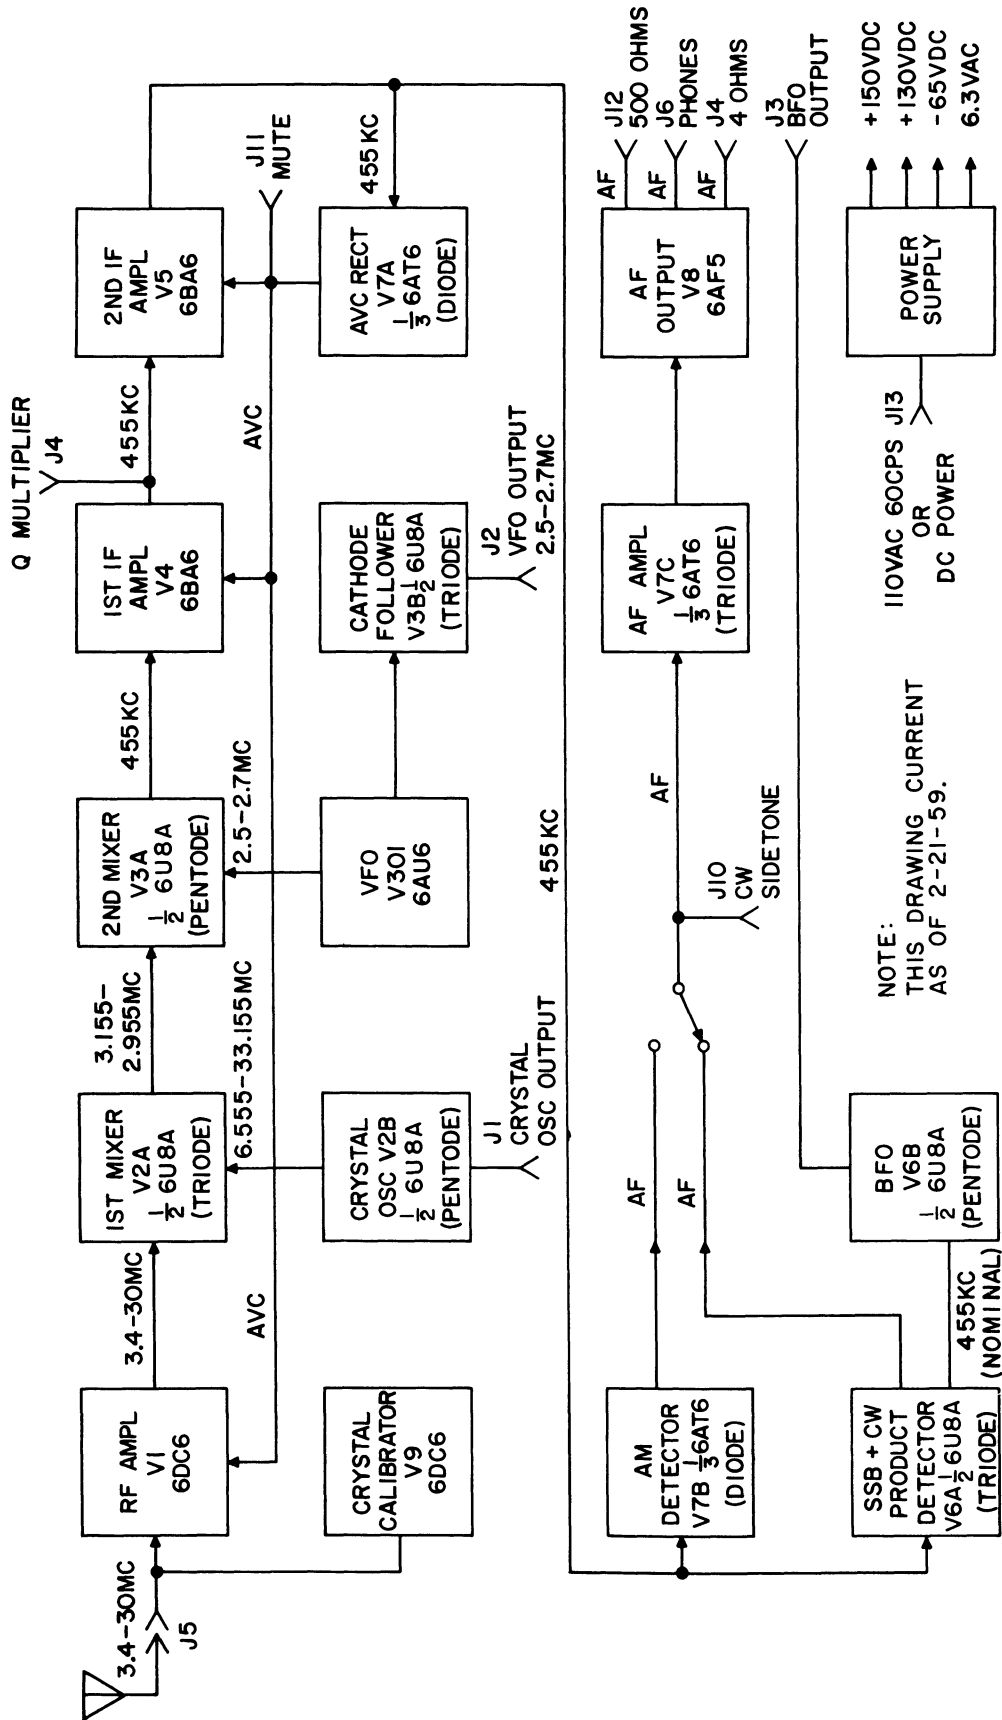 3.4-30MC
J5
RF AMPL
V1
6DC6
3.4-30MC
1ST MIXER
V2A
1/2 6U8A
(TRIODE)
3.155-
2.955MC
2ND MIXER
V3A
1/2 6U8A
(PENTODE)
455KC
1ST IF
AMPL
V4
6BA6
Q MULTIPLIER
J4
455KC
2ND IF
AMPL
V5
6BA6
AVC
6.555-33.155MC
2.5-2.7MC
AVC
J11
MUTE
CRYSTAL
CALIBRATOR
V9
6DC6
CRYSTAL
OSC V2B
1/2 6U8A
(PENTODE)
J1
CRYSTAL
OSC OUTPUT
VFO
V301
6AU6
CATHODE
FOLLOWER
V3B 1/2 6U8A
(TRIODE)
J2
VFO OUTPUT
2.5-2.7MC
AVC RECT
V7A
1/3 6AT6
(DIODE)
455KC
455KC
AM
DETECTOR
V7B 1/3 6AT6
(DIODE)
AF
AF
J10
CW
SIDETONE
AF
AF AMPL
V7C
1/3 6AT6
(TRIODE)
AF
OUTPUT
V8
6AF5
AF
J12
500 OHMS
AF
J6
PHONES
AF
J4
4 OHMS
SSB + CW
PRODUCT
DETECTOR
V6A 1/2 6U8A
(TRIODE)
455KC
(NOMINAL)
BFO
V6B
1/2 6U8A
(PENTODE)
J3
BFO
OUTPUT
NOTE:
THIS DRAWING CURRENT
AS OF 2-21-59.
110VAC 60CPS
OR
DC POWER
J13
POWER
SUPPLY
+150VDC
+130VDC
-65VDC
6.3VAC